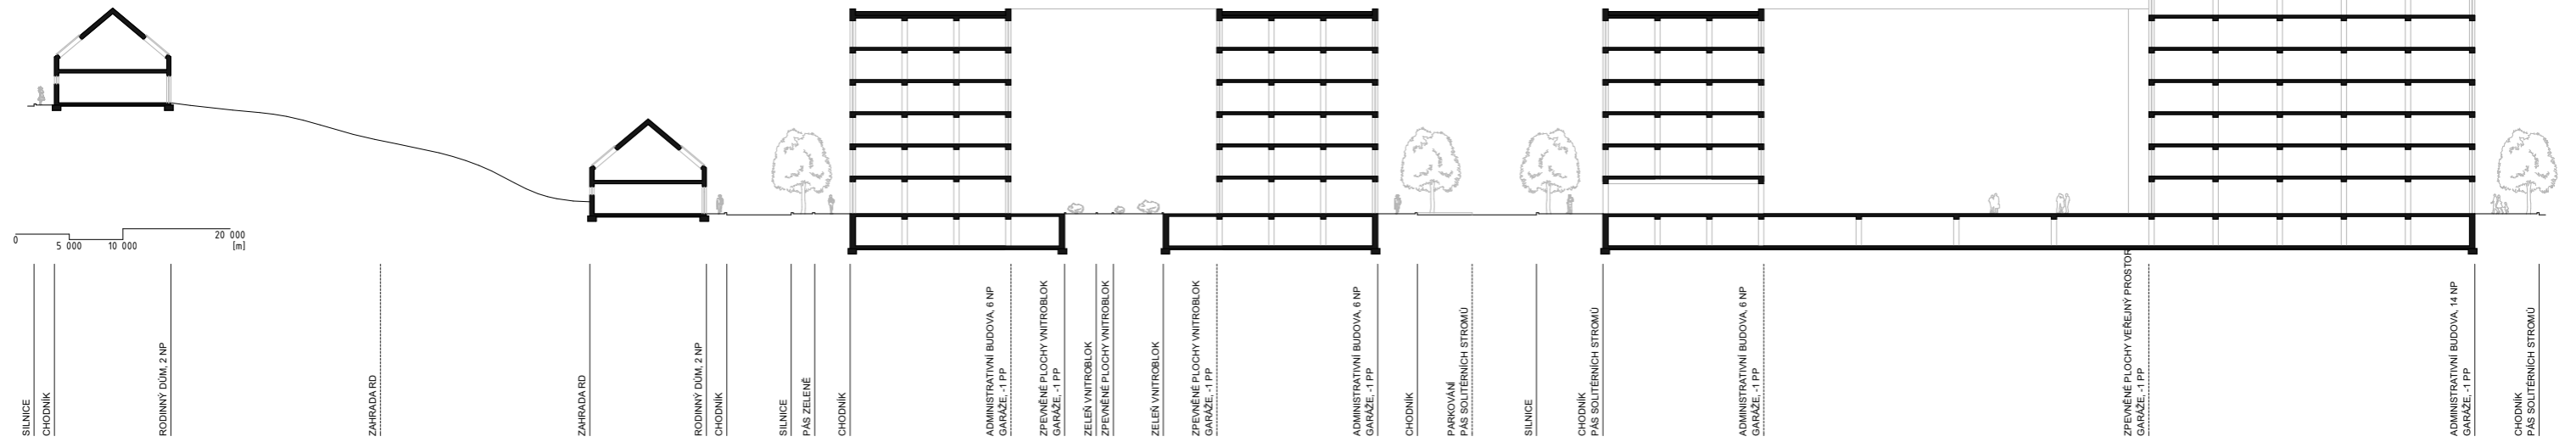 0
5 000
10 000
20 000
[m]
SILNICE
CHODNÍK
RODINNÝ DŮM, 2 NP
ZAHRADA RD
ZAHRADA RD
RODINNÝ DŮM, 2 NP
CHODNÍK
SILNICE
PÁS ZELENĚ
CHODNÍK
ADMINISTRATIVNÍ BUDOVA, 6 NP
GARÁŽE, -1 PP
ZPEVNĚNÉ PLOCHY VNITROBLOK
GARÁŽE, -1 PP
ZELEŇ VNITROBLOK
ZPEVNĚNÉ PLOCHY VNITROBLOK
ZELEŇ VNITROBLOK
ZPEVNĚNÉ PLOCHY VNITROBLOK
GARÁŽE, -1 PP
ADMINISTRATIVNÍ BUDOVA, 6 NP
GARÁŽE, -1 PP
CHODNÍK
PARKOVÁNÍ
PÁS SOLITÉRNÍCH STROMŮ
SILNICE
CHODNÍK
PÁS SOLITÉRNÍCH STROMŮ
ADMINISTRATIVNÍ BUDOVA, 6 NP
GARÁŽE, -1 PP
ZPEVNĚNÉ PLOCHY VEŘEJNÝ PROSTOR
GARÁŽE, -1 PP
ADMINISTRATIVNÍ BUDOVA, 14 NP
GARÁŽE, -1 PP
CHODNÍK
PÁS SOLITÉRNÍCH STROMŮ